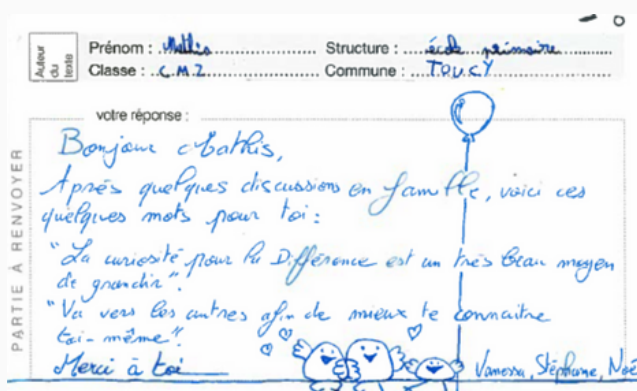 Auteur du texte
Prénom : Mathis Structure : école primaire
Classe : CM2 Commune : TOUCY
PARTIE À RENVOYER
votre réponse :
Bonjour Mathis,
Après quelques discussions en famille, voici ces
quelques mots pour toi :
"La curiosité pour la Différence est un très beau moyen
de grandir".
"Va vers les autres afin de mieux te connaître
toi-même".
Merci à toi
Vanessa, Stéphane, Noé